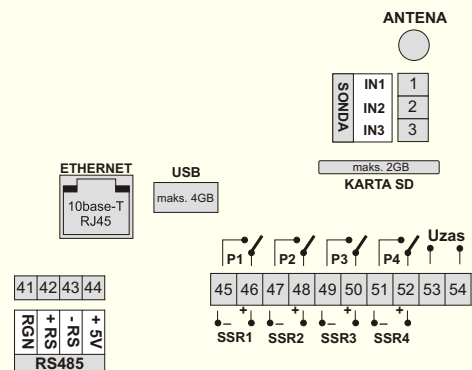 ANTENA
SONDA
IN1 1
IN2 2
IN3 3
maks. 2GB
KARTA SD
ETHERNET
10base-T
RJ45
USB
maks. 4GB
P1 P2 P3 P4 Uzas
41 42 43 44
RGN + RS - RS + 5V
RS485
45 46 47 48 49 50 51 52 53 54
– + – + – + – +
SSR1 SSR2 SSR3 SSR4